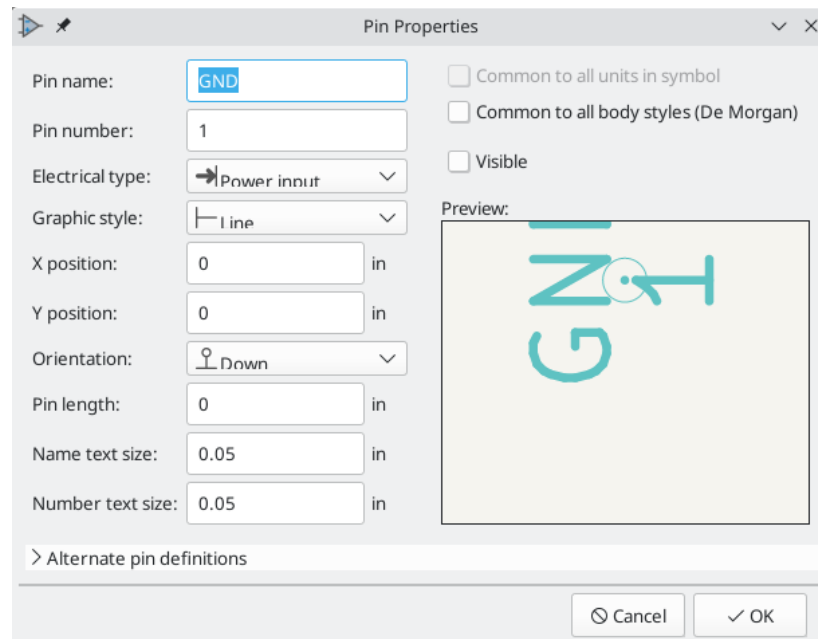 Pin Properties
Pin name:
GND
Pin number:
1
Electrical type:
Power input
Graphic style:
Line
X position:
0
in
Y position:
0
in
Orientation:
Down
Pin length:
0
in
Name text size:
0.05
in
Number text size:
0.05
in
Common to all units in symbol
Common to all body styles (De Morgan)
Visible
Preview:
GND
1
Alternate pin definitions
Cancel
OK